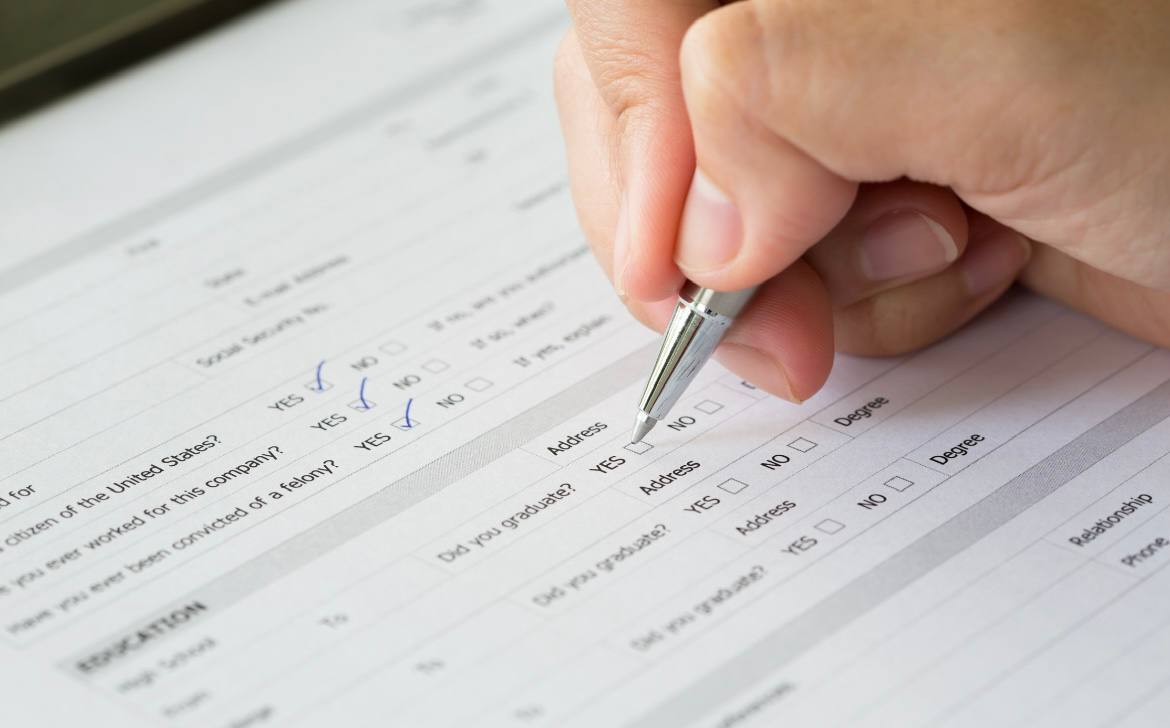 State
E-mail Address
Social Security No.
d for
citizen of the United States? YES NO If no, are you authorize
e you ever worked for this company? YES NO If so, when?
Have you ever been convicted of a felony? YES NO If yes, explain
EDUCATION
High School Address
From To Did you graduate? YES NO
Address
To Did you graduate? YES NO Degree
Address
To Did you graduate? YES NO Degree
Relationship
Phone